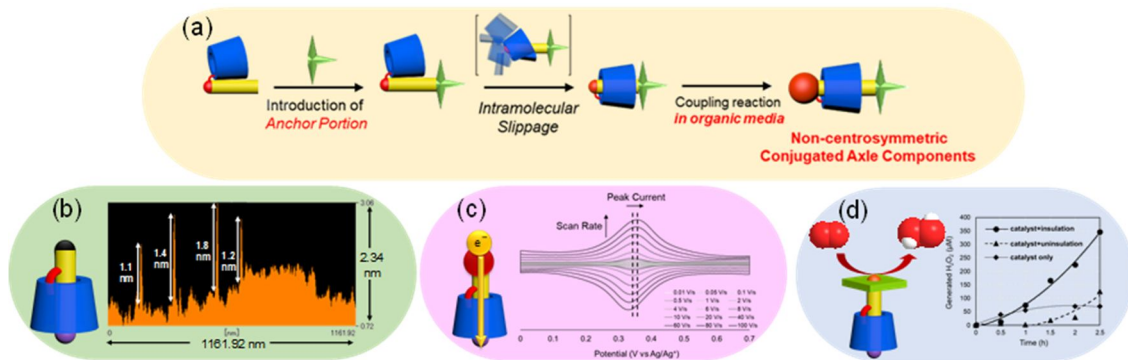 (a)
Introduction of
Anchor Portion
Intramolecular
Slippage
Coupling reaction
in organic media
Non-centrosymmetric
Conjugated Axle Components
(b)
3.06
1.1
nm
1.4
nm
1.8
nm
1.2
nm
2.34
nm
0.72
0
[nm]
1161.92
1161.92 nm
(c)
e⁻
Peak Current
Scan Rate
0.01 V/s 0.05 V/s 0.1 V/s
0.5 V/s 1 V/s 2 V/s
4 V/s 6 V/s 8 V/s
10 V/s 20 V/s 40 V/s
60 V/s 80 V/s 100 V/s
0 0.1 0.2 0.3 0.4 0.5 0.6 0.7
Potential (V vs Ag/Ag⁺)
(d)
Generated H₂O₂ (μM)
400
350
300
250
200
150
100
50
0
catalyst+insulation
catalyst+uninsulation
catalyst only
0 0.5 1 1.5 2 2.5
Time (h)